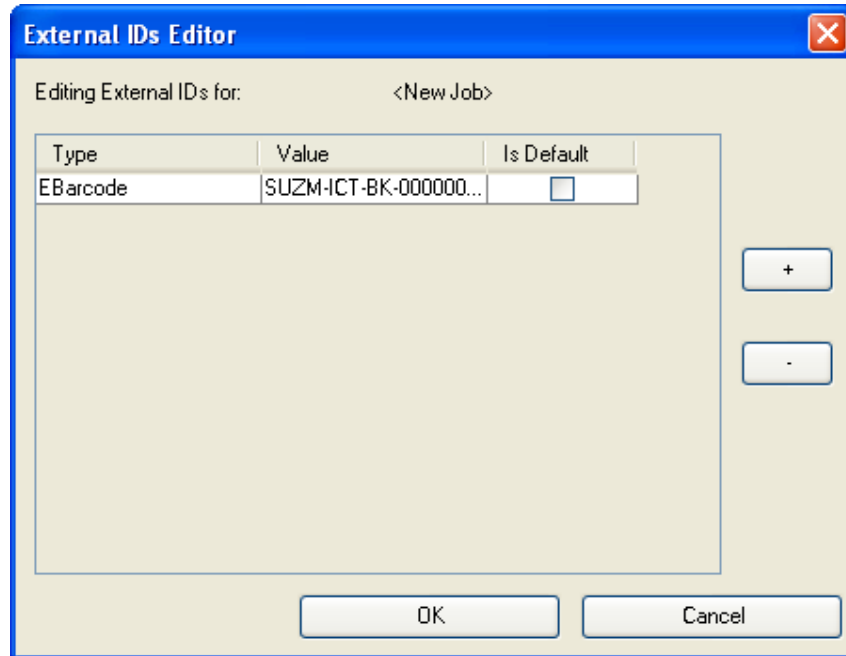 External IDs Editor
Editing External IDs for: <New Job>
Type Value Is Default
EBarcode SUZM-ICT-BK-000000...
+
-
OK Cancel